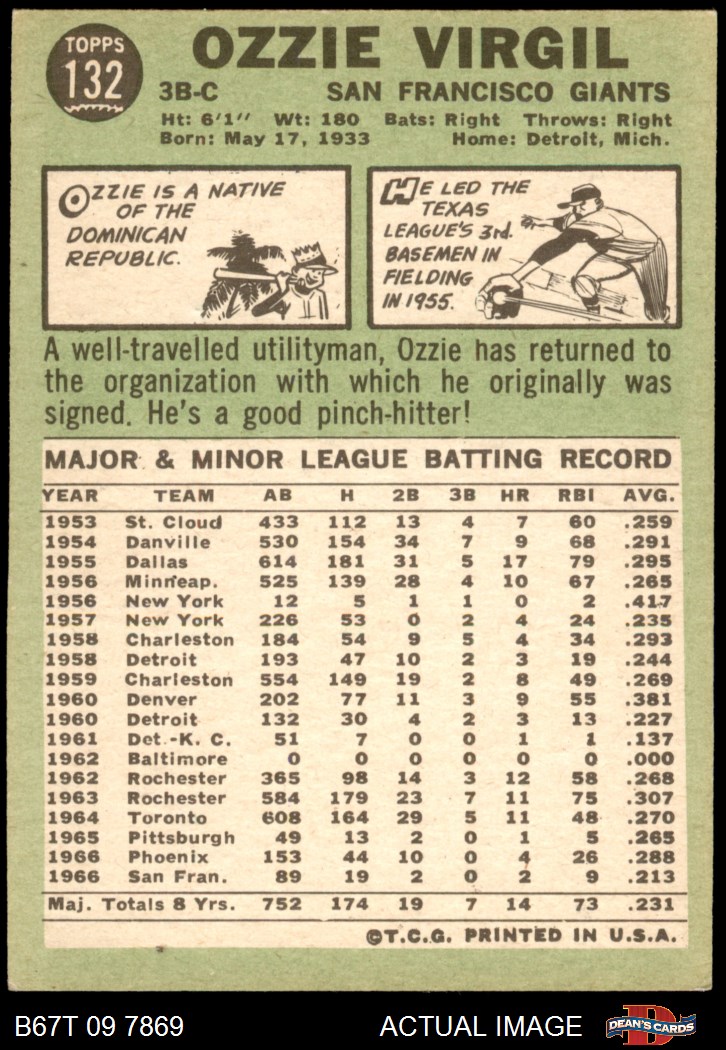 TOPPS
132
OZZIE VIRGIL
3B-C SAN FRANCISCO GIANTS
Ht: 6'1" Wt: 180 Bats: Right Throws: Right
Born: May 17, 1933 Home: Detroit, Mich.
OZZIE IS A NATIVE
OF THE
DOMINICAN
REPUBLIC.
HE LED THE
TEXAS
LEAGUE'S 3rd.
BASEMEN IN
FIELDING
IN 1955.
A well-travelled utilityman, Ozzie has returned to
the organization with which he originally was
signed. He's a good pinch-hitter!
MAJOR & MINOR LEAGUE BATTING RECORD
YEAR TEAM AB H 2B 3B HR RBI AVG.
1953 St. Cloud 433 112 13 4 7 60 .259
1954 Danville 530 154 34 7 9 68 .291
1955 Dallas 614 181 31 5 17 79 .295
1956 Minneap. 525 139 28 4 10 67 .265
1956 New York 12 5 1 1 0 2 .417
1957 New York 226 53 0 2 4 24 .235
1958 Charleston 184 54 9 5 4 34 .293
1958 Detroit 193 47 10 2 3 19 .244
1959 Charleston 554 149 19 2 8 49 .269
1960 Denver 202 77 11 3 9 55 .381
1960 Detroit 132 30 4 2 3 13 .227
1961 Det.-K. C. 51 7 0 0 1 1 .137
1962 Baltimore 0 0 0 0 0 0 .000
1962 Rochester 365 98 14 3 12 58 .268
1963 Rochester 584 179 23 7 11 75 .307
1964 Toronto 608 164 29 5 11 48 .270
1965 Pittsburgh 49 13 2 0 1 5 .265
1966 Phoenix 153 44 10 0 4 26 .288
1966 San Fran. 89 19 2 0 2 9 .213
Maj. Totals 8 Yrs. 752 174 19 7 14 73 .231
©T.C.G. PRINTED IN U.S.A.
B67T 09 7869 ACTUAL IMAGE
D
DEAN'S CARDS